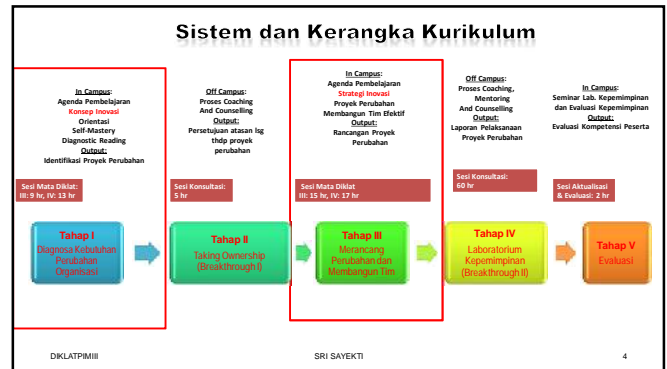 Sistem dan Kerangka Kurikulum
In Campus:
Agenda Pembelajaran
Konsep Inovasi
Orientasi
Self-Mastery
Diagnostic Reading
Output:
Identifikasi Proyek Perubahan
Off Campus:
Proses Coaching
And Counselling
Output:
Persetujuan atasan lsg
thdp proyek
perubahan
In Campus:
Agenda Pembelajaran
Strategi Inovasi
Proyek Perubahan
Membangun Tim Efektif
Output:
Rancangan Proyek
Perubahan
Off Campus:
Proses Coaching,
Mentoring
And Counselling
Output:
Laporan Pelaksanaan
Proyek Perubahan
In Campus:
Seminar Lab. Kepemimpinan
dan Evaluasi Kepemimpinan
Output:
Evaluasi Kompetensi Peserta
Sesi Mata Diklat:
III: 9 hr, IV: 13 hr
Sesi Konsultasi:
5 hr
Sesi Mata Diklat
III: 15 hr, IV: 17 hr
Sesi Konsultasi:
60 hr
Sesi Aktualisasi
& Evaluasi: 2 hr
Tahap I
Diagnosa Kebutuhan
Perubahan
Organisasi
Tahap II
Taking Ownership
(Breakthrough I)
Tahap III
Merancang
Perubahan dan
Membangun Tim
Tahap IV
Laboratorium
Kepemimpinan
(Breakthrough II)
Tahap V
Evaluasi
DIKLATPIMIII
SRI SAYEKTI
4